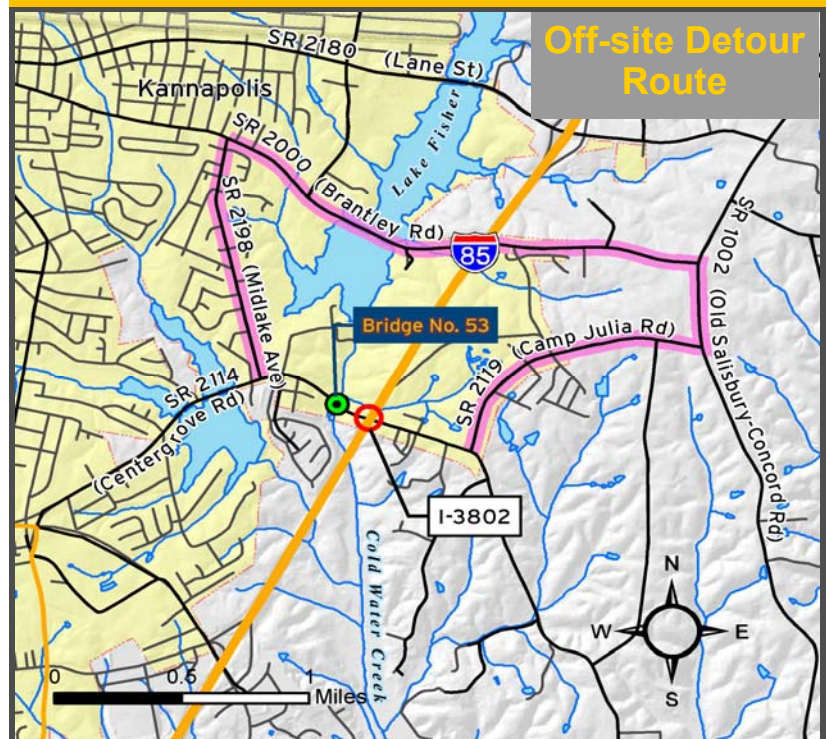 Off-site Detour
Route
SR 2180 (Lane St)
Kannapolis
SR 2000 (Brantley Rd)
Lake Fisher
SR 2198 (Midlake Ave)
85
SR 1002 (Old Salisbury-Concord Rd)
Bridge No. 53
SR 2119 (Camp Julia Rd)
SR 2114
(Centergrove Rd)
I-3802
Cold Water Creek
N
W E
S
0 0.5 1
Miles